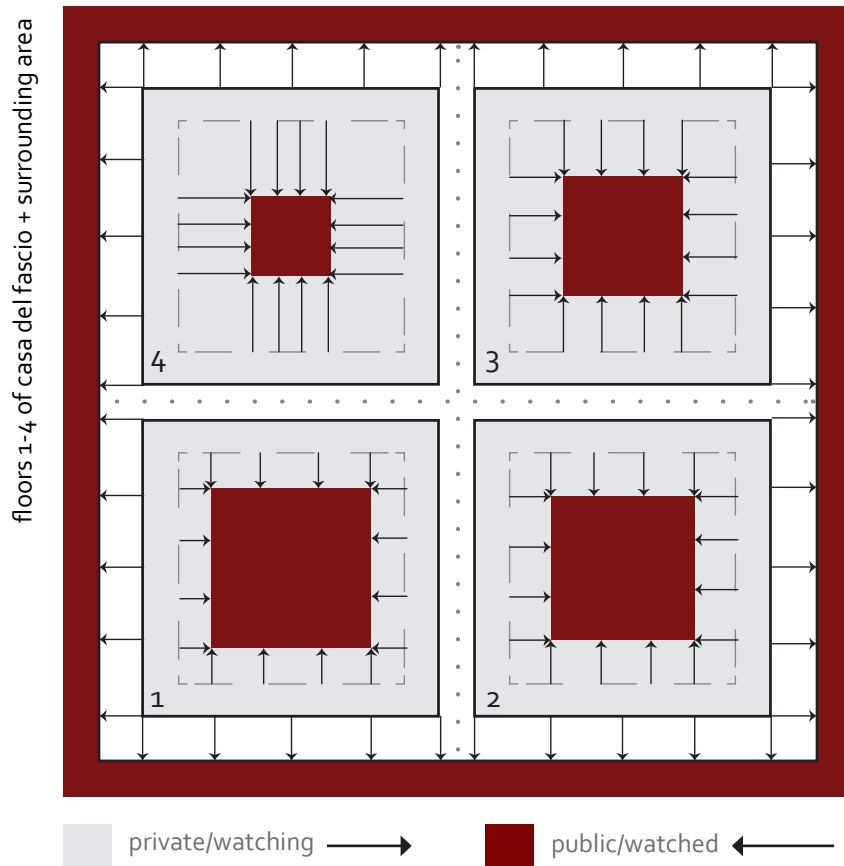 floors 1-4 of casa del fascio + surrounding area
4
3
1
2
private/watching
public/watched